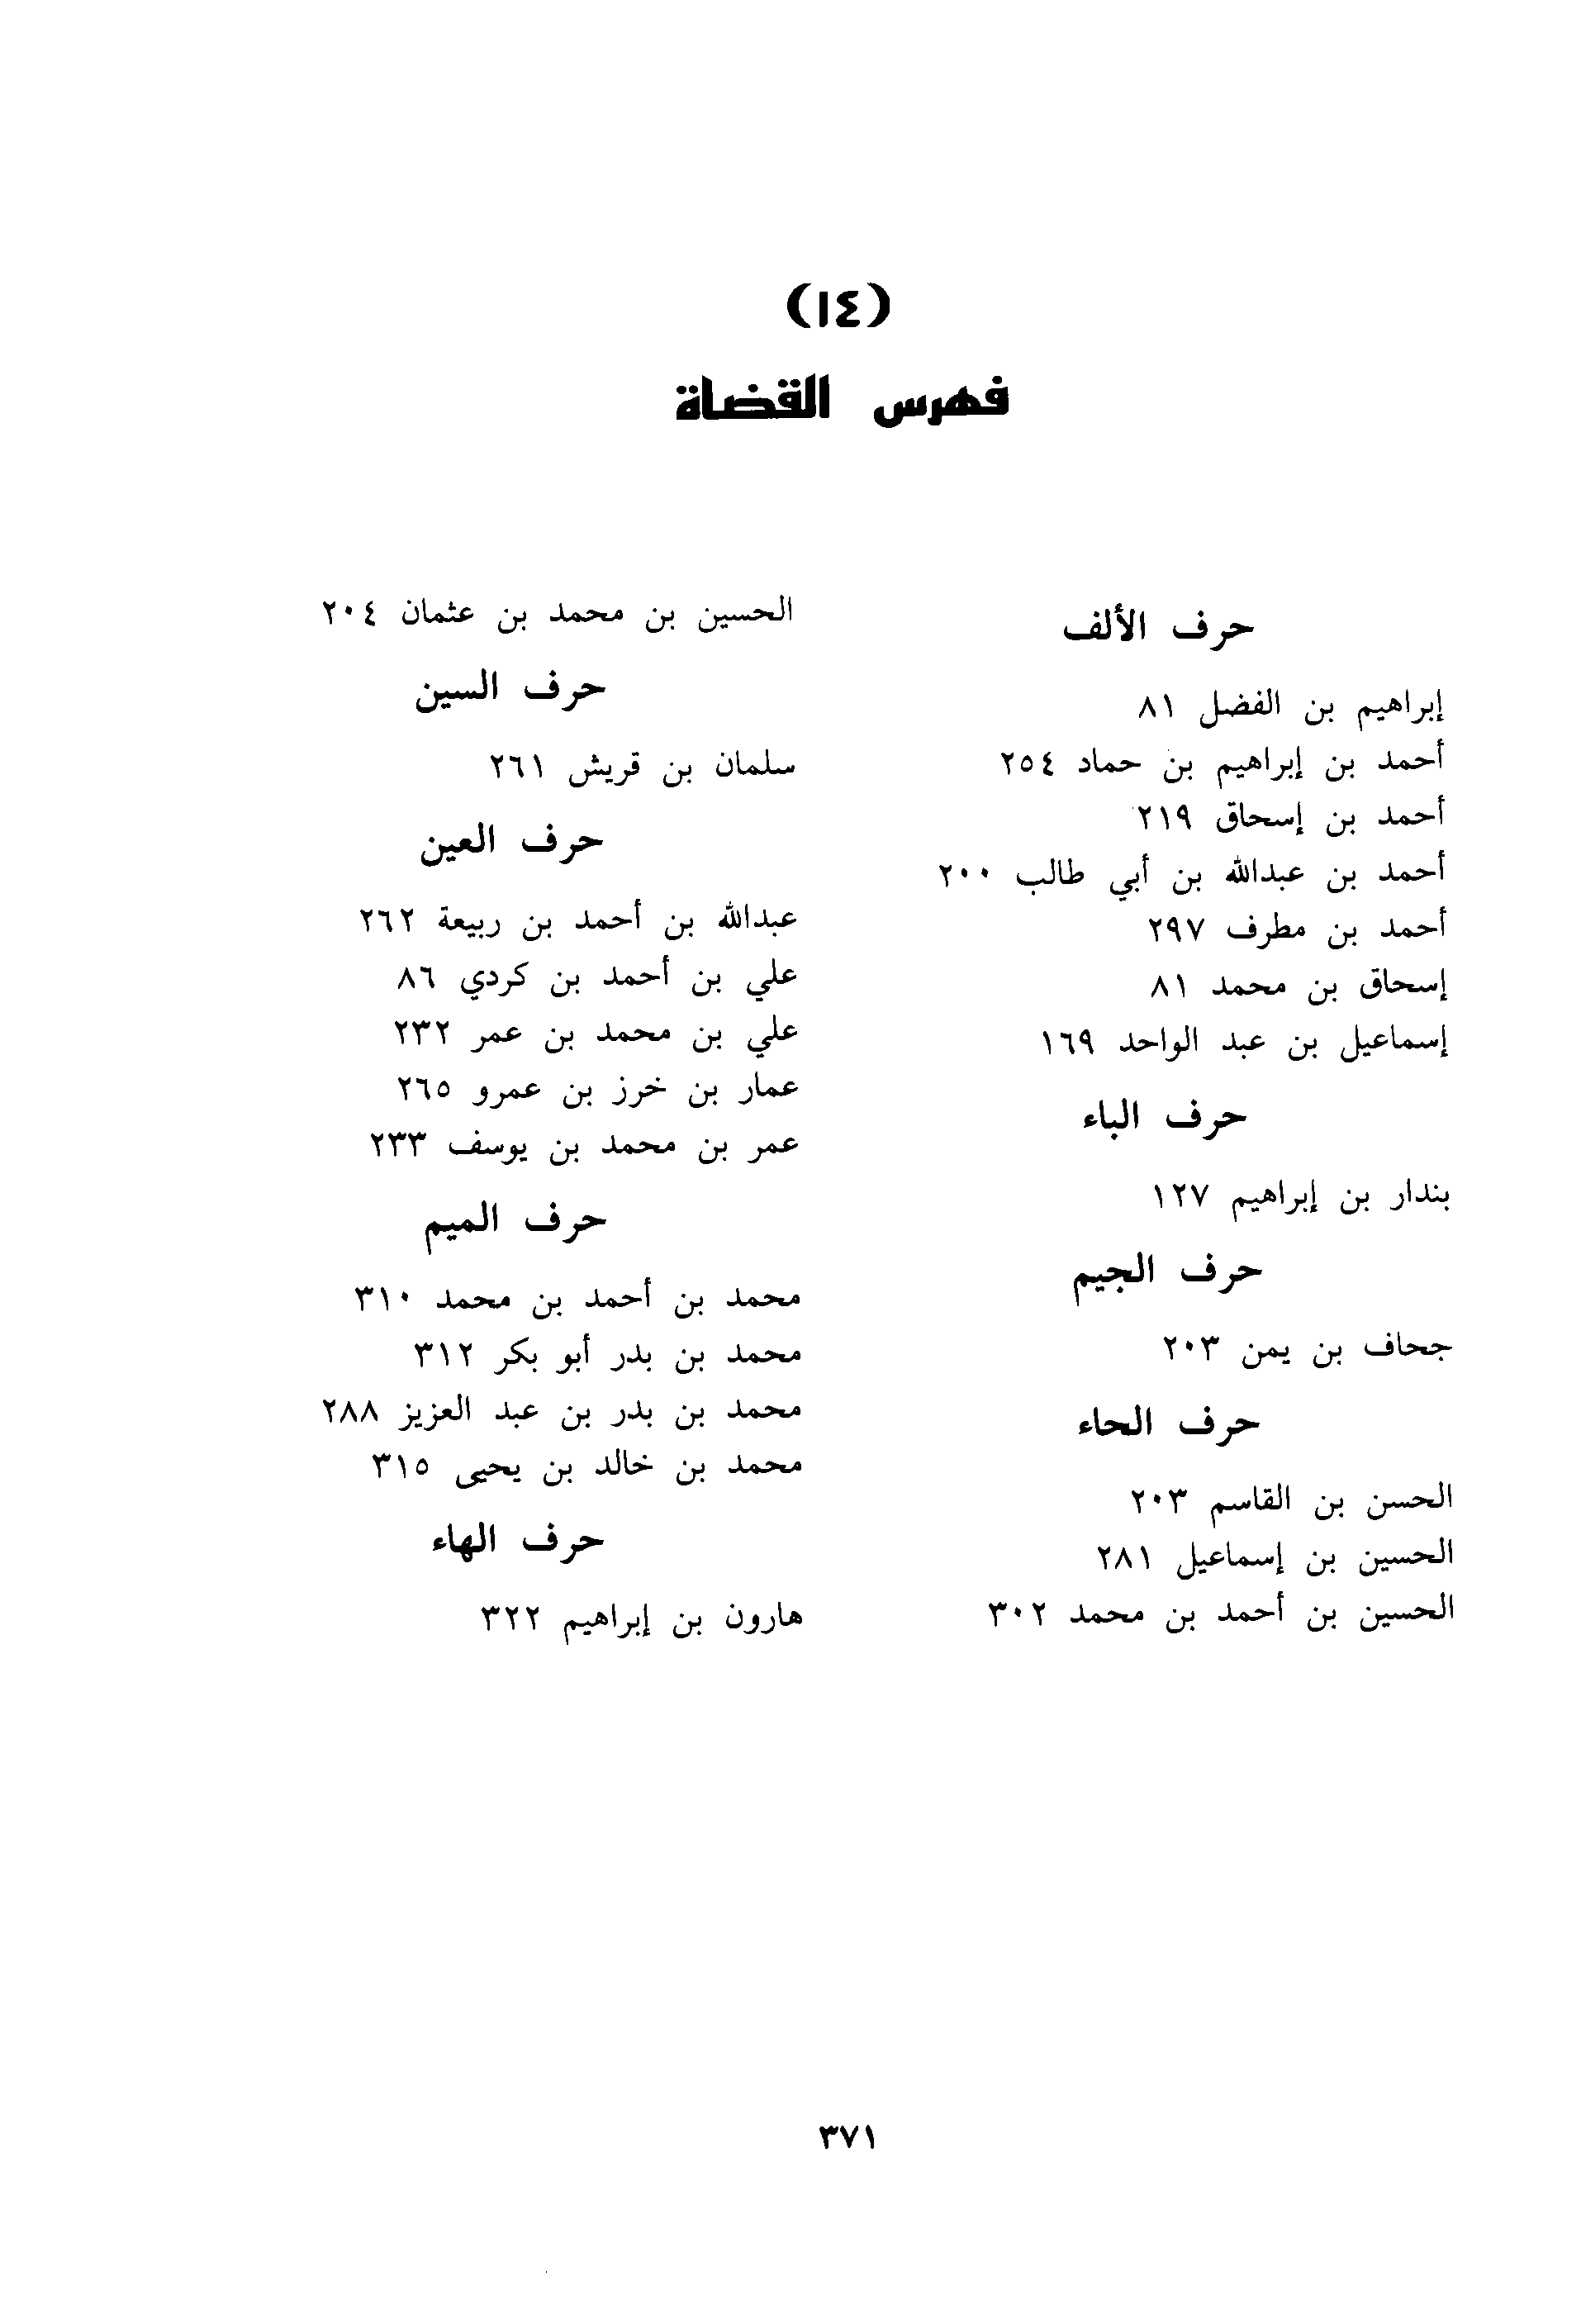 (١٤)
فهرس القضاة
حرف الألف
إبراهيم بن الفضل ٨١
أحمد بن إبراهيم بن حماد ٢٥٤
أحمد بن إسحاق ٢١٩
أحمد بن عبدالله بن أبي طالب ٢٠٠
أحمد بن مطرف ٢٩٧
إسحاق بن محمد ٨١
إسماعيل بن عبد الواحد ١٦٩
حرف الباء
بندار بن إبراهيم ١٢٧
حرف الجيم
جحاف بن يمن ٢٠٣
حرف الحاء
الحسن بن القاسم ٢٠٣
الحسين بن إسماعيل ٢٨١
الحسين بن أحمد بن محمد ٣٠٢
الحسين بن محمد بن عثمان ٢٠٤
حرف السين
سلمان بن قريش ٢٦١
حرف العين
عبدالله بن أحمد بن ربيعة ٢٦٢
علي بن أحمد بن كردي ٨٦
علي بن محمد بن عمر ٢٣٢
عمار بن خرز بن عمرو ٢٦٥
عمر بن محمد بن يوسف ٢٣٣
حرف الميم
محمد بن أحمد بن محمد ٣١٠
محمد بن بدر أبو بكر ٣١٢
محمد بن بدر بن عبد العزيز ٢٨٨
محمد بن خالد بن يحيى ٣١٥
حرف الهاء
هارون بن إبراهيم ٣٢٢
٣٧١